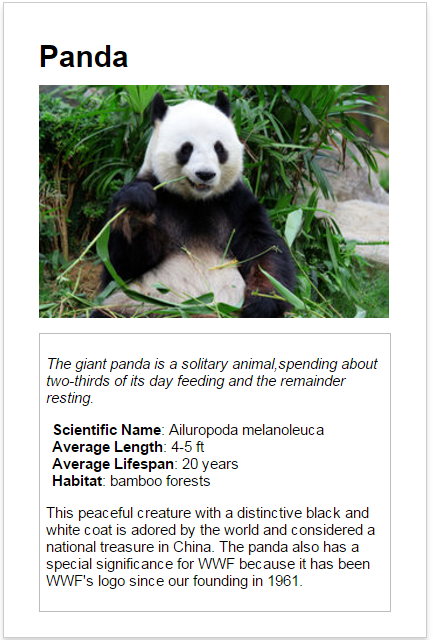 Panda
The giant panda is a solitary animal,spending about
two-thirds of its day feeding and the remainder
resting.
Scientific Name: Ailuropoda melanoleuca
Average Length: 4-5 ft
Average Lifespan: 20 years
Habitat: bamboo forests
This peaceful creature with a distinctive black and
white coat is adored by the world and considered a
national treasure in China. The panda also has a
special significance for WWF because it has been
WWF's logo since our founding in 1961.